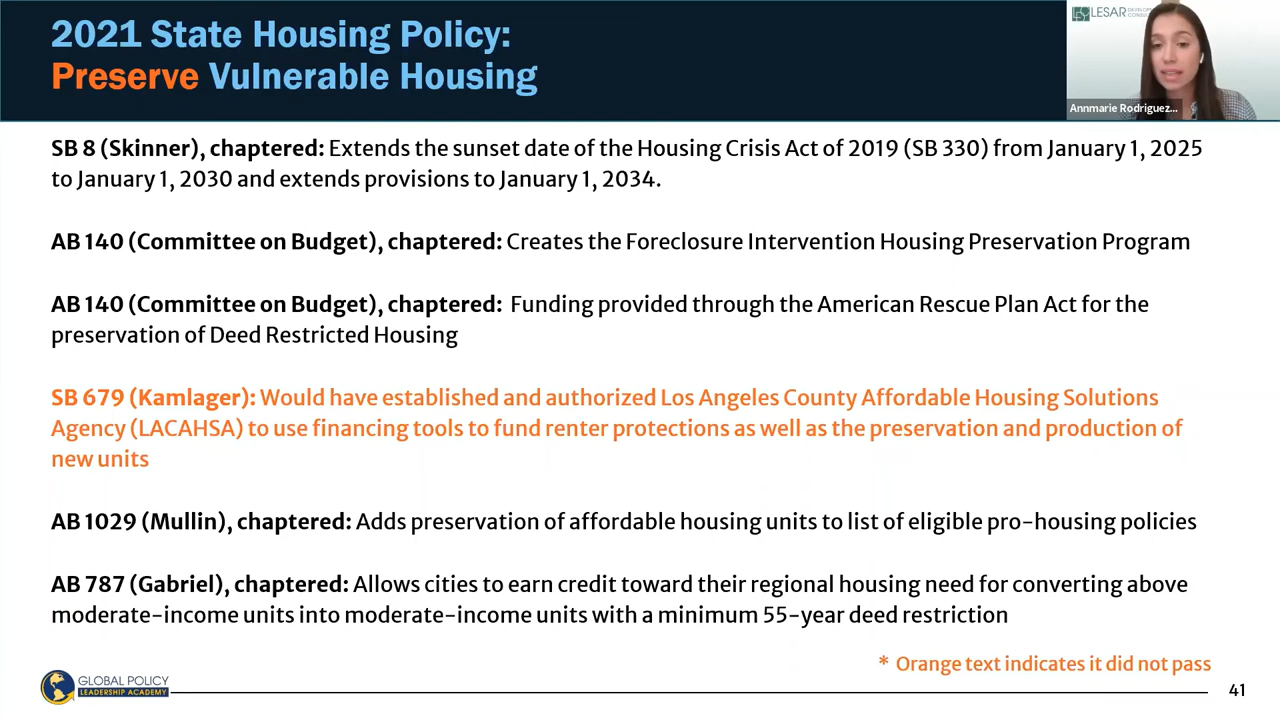 2021 State Housing Policy:
Preserve Vulnerable Housing
LESAR
Annmarie Rodriguez...
SB 8 (Skinner), chaptered: Extends the sunset date of the Housing Crisis Act of 2019 (SB 330) from January 1, 2025
to January 1, 2030 and extends provisions to January 1, 2034.
AB 140 (Committee on Budget), chaptered: Creates the Foreclosure Intervention Housing Preservation Program
AB 140 (Committee on Budget), chaptered: Funding provided through the American Rescue Plan Act for the
preservation of Deed Restricted Housing
SB 679 (Kamlager): Would have established and authorized Los Angeles County Affordable Housing Solutions
Agency (LACAHSA) to use financing tools to fund renter protections as well as the preservation and production of
new units
AB 1029 (Mullin), chaptered: Adds preservation of affordable housing units to list of eligible pro-housing policies
AB 787 (Gabriel), chaptered: Allows cities to earn credit toward their regional housing need for converting above
moderate-income units into moderate-income units with a minimum 55-year deed restriction
* Orange text indicates it did not pass
GLOBAL POLICY
LEADERSHIP ACADEMY
41